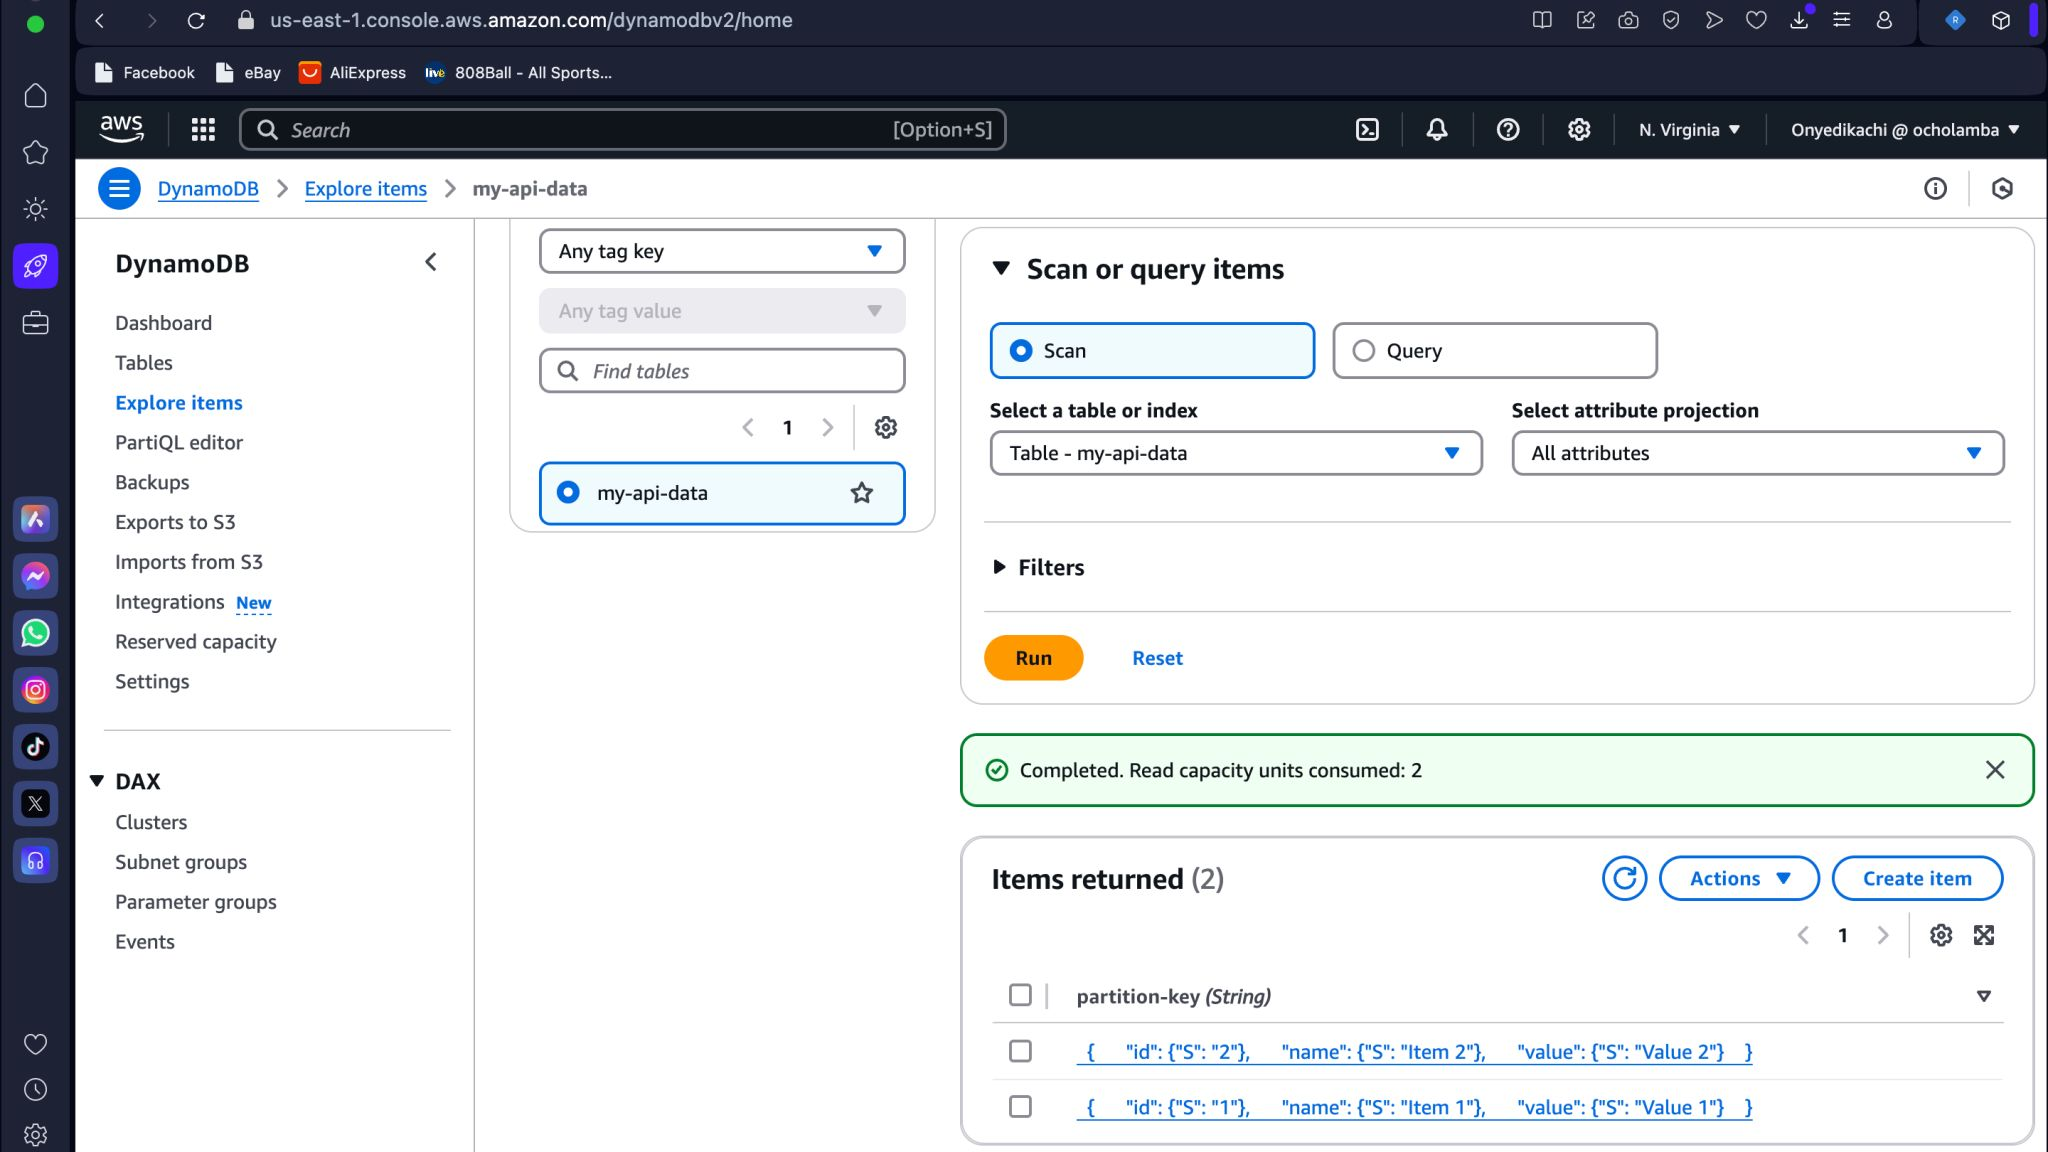 us-east-1.console.aws.amazon.com/dynamodbv2/home
Facebook eBay AliExpress live 808Ball - All Sports...
aws Search [Option+S] N. Virginia Onyedikachi @ ocholamba
DynamoDB Explore items my-api-data
DynamoDB
Dashboard
Tables
Explore items
PartiQL editor
Backups
Exports to S3
Imports from S3
Integrations New
Reserved capacity
Settings
DAX
Clusters
Subnet groups
Parameter groups
Events
Any tag key
Any tag value
Find tables
1
my-api-data
Scan or query items
Scan Query
Select a table or index Select attribute projection
Table - my-api-data All attributes
Filters
Run Reset
Completed. Read capacity units consumed: 2
Items returned (2) Actions Create item
1
partition-key (String)
{ "id": {"S": "2"}, "name": {"S": "Item 2"}, "value": {"S": "Value 2"} }
{ "id": {"S": "1"}, "name": {"S": "Item 1"}, "value": {"S": "Value 1"} }